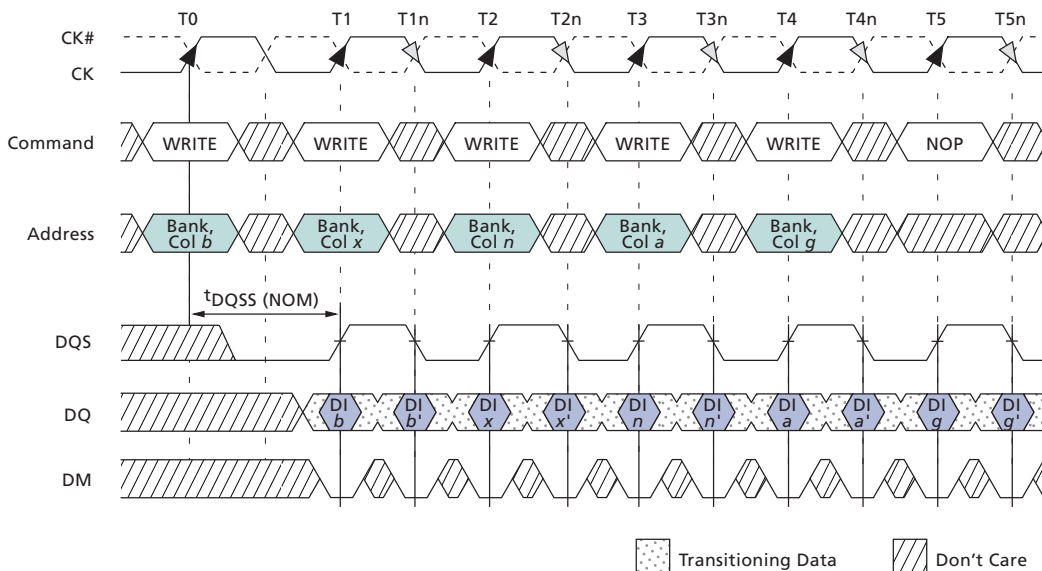 T0 T1 T1n T2 T2n T3 T3n T4 T4n T5 T5n
CK#
CK
Command WRITE WRITE WRITE WRITE WRITE NOP
Address Bank, Col b Bank, Col x Bank, Col n Bank, Col a Bank, Col g
tDQSS (NOM)
DQS
DQ DI b DI b' DI x DI x' DI n DI n' DI a DI a' DI g DI g'
DM
Transitioning Data Don't Care